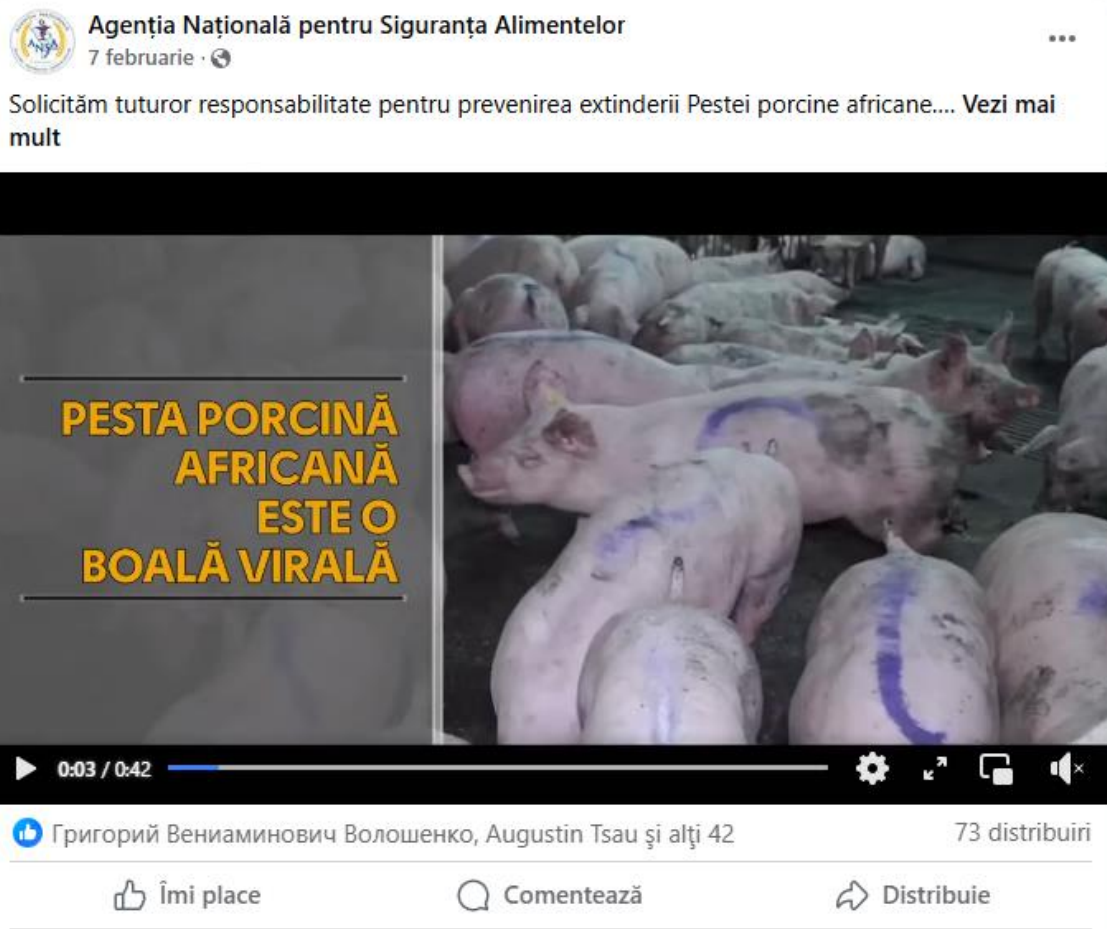 Agenția Națională pentru Siguranța Alimentelor
7 februarie ·
Solicităm tuturor responsabilitate pentru prevenirea extinderii Pestei porcine africane.... Vezi mai
mult
PESTA PORCINĂ
AFRICANĂ
ESTE O
BOALĂ VIRALĂ
0:03 / 0:42
Григорий Вениаминович Волошенко, Augustin Tsau și alți 42
73 distribuiri
Îmi place
Comentează
Distribuie